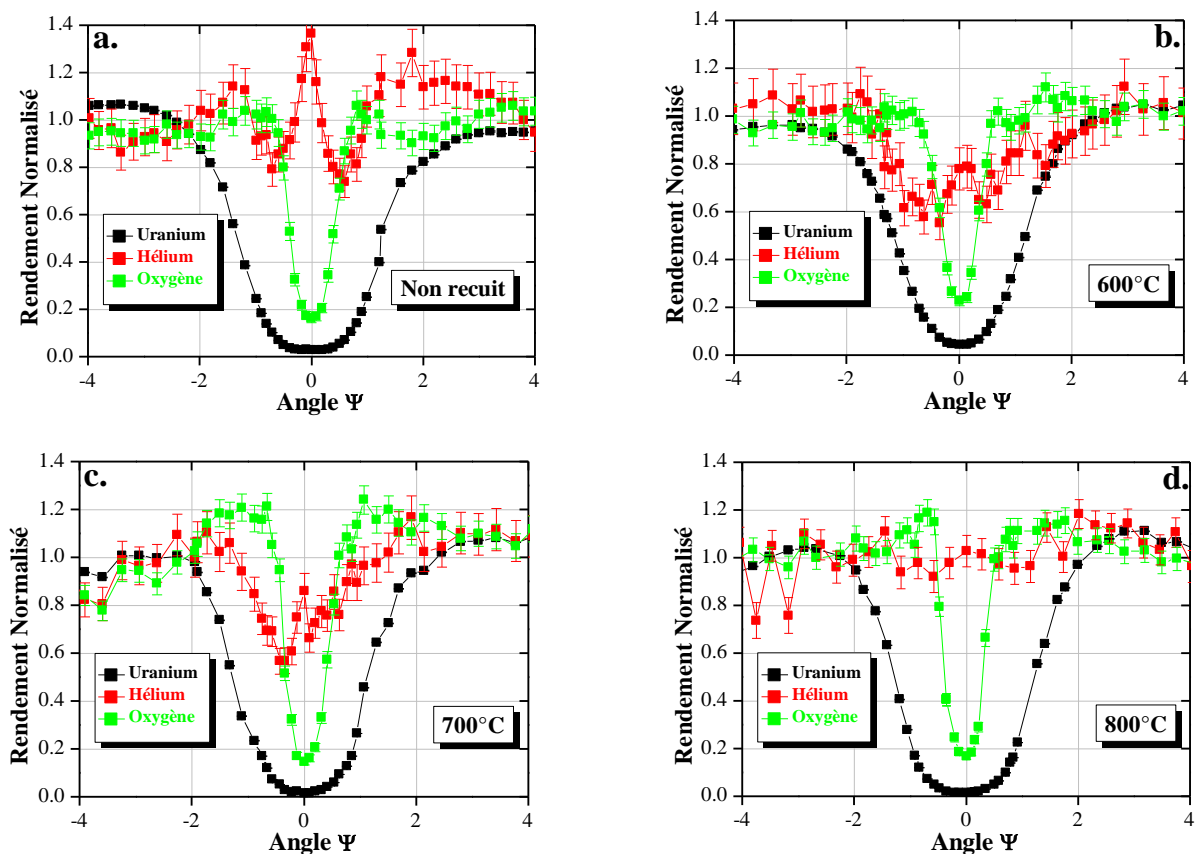 a.
Rendement Normalisé
1.4
1.2
1.0
0.8
0.6
0.4
0.2
0.0
Uranium
Hélium
Oxygène
Non recuit
-4 -2 0 2 4
Angle Ψ
b.
Rendement Normalisé
1.4
1.2
1.0
0.8
0.6
0.4
0.2
0.0
Uranium
Hélium
Oxygène
600°C
-4 -2 0 2 4
Angle Ψ
c.
Rendement Normalisé
1.4
1.2
1.0
0.8
0.6
0.4
0.2
0.0
Uranium
Hélium
Oxygène
700°C
-4 -2 0 2 4
Angle Ψ
d.
Rendement Normalisé
1.4
1.2
1.0
0.8
0.6
0.4
0.2
0.0
Uranium
Hélium
Oxygène
800°C
-4 -2 0 2 4
Angle Ψ